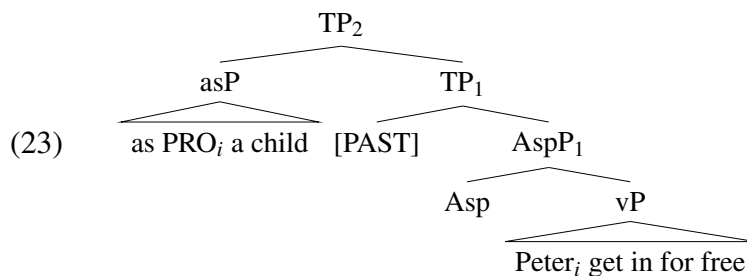 TP₂
asP TP₁
(23) as PROᵢ a child [PAST] AspP₁
Asp vP
Peterᵢ get in for free